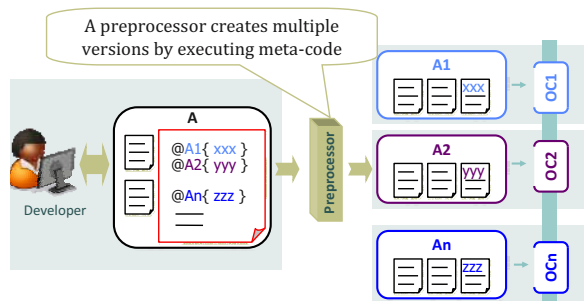 A preprocessor creates multiple
versions by executing meta-code
A
@A1{ xxx }
@A2{ yyy }
@An{ zzz }
Developer
Preprocessor
A1
xxx
OC1
A2
yyy
OC2
An
zzz
OCn